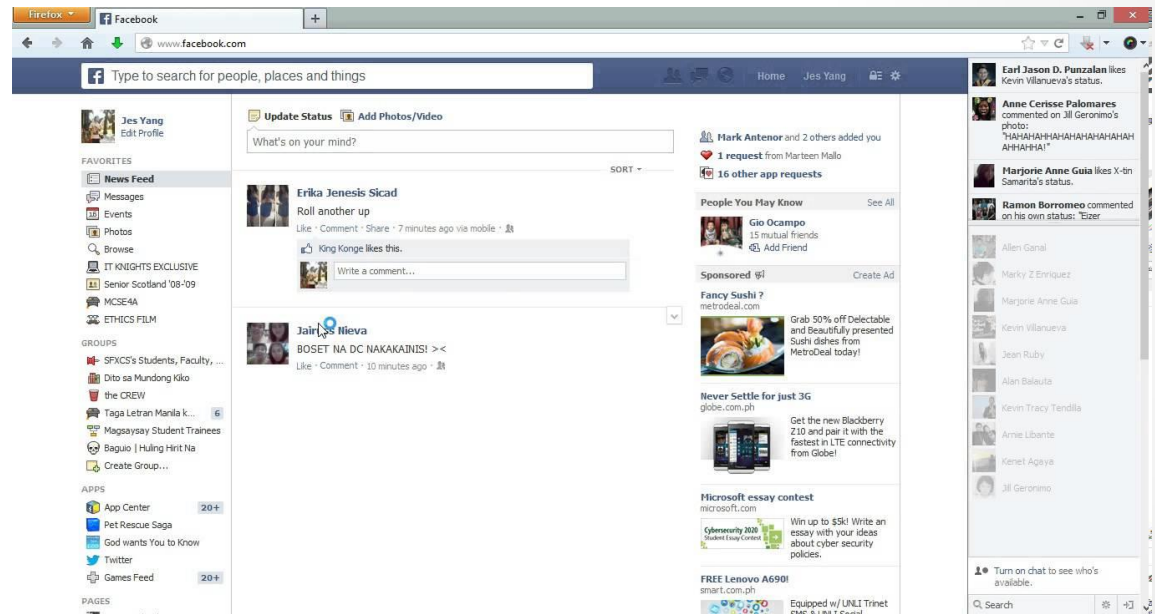 Firefox
Facebook
www.facebook.com
Type to search for people, places and things
Home
Jes Yang
Jes Yang
Edit Profile
FAVORITES
News Feed
Messages
Events
Photos
Browse
IT KNIGHTS EXCLUSIVE
Senior Scotland '08-'09
MCSE4A
ETHICS FILM
GROUPS
SFXCS's Students, Faculty, ...
Dito sa Mundong Kiko
the CREW
Taga Letran Manila k... 6
Magsaysay Student Trainees
Baguio | Huling Hirit Na
Create Group...
APPS
App Center 20+
Pet Rescue Saga
God wants You to Know
Twitter
Games Feed 20+
PAGES
Update Status Add Photos/Video
What's on your mind?
SORT
Erika Jenesis Sicad
Roll another up
Like · Comment · Share · 7 minutes ago via mobile ·
King Konge likes this.
Write a comment...
Nieva
BOSET NA DC NAKAKAINIS! ><
Like · Comment · 10 minutes ago ·
Mark Antenor and 2 others added you
1 request from Marteen Mallo
16 other app requests
People You May Know See All
Gio Ocampo
15 mutual friends
Add Friend
Sponsored Create Ad
Fancy Sushi ?
metrodeal.com
Grab 50% off Delectable
and Beautifully presented
Sushi dishes from
MetroDeal today!
Never Settle for just 3G
globe.com.ph
Get the new Blackberry
Z10 and pair it with the
fastest in LTE connectivity
from Globe!
Microsoft essay contest
microsoft.com
Cybersecurity 2020
Student Essay Contest
Win up to $5k! Write an
essay with your ideas
about cyber security
policies.
FREE Lenovo A690!
smart.com.ph
Equipped w/ UNLI Trinet
SMS & UNLI Social
Earl Jason D. Punzalan likes
Kevin Villanueva's status.
Anne Cerisse Palomares
commented on Jill Geronimo's
photo:
"HAHAHAHHAHAHAHAHAHAHAH
AHHAHHA!"
Marjorie Anne Guia likes X-tin
Samarita's status.
Ramon Borromeo commented
on his own status: "Eizer
Allen Ganal
Marky Z Enriquez
Marjorie Anne Guia
Kevin Villanueva
Jean Ruby
Alan Balauta
Kevin Tracy Tendilla
Arnie Libante
Kenet Agaya
Jill Geronimo
Turn on chat to see who's
available.
Search